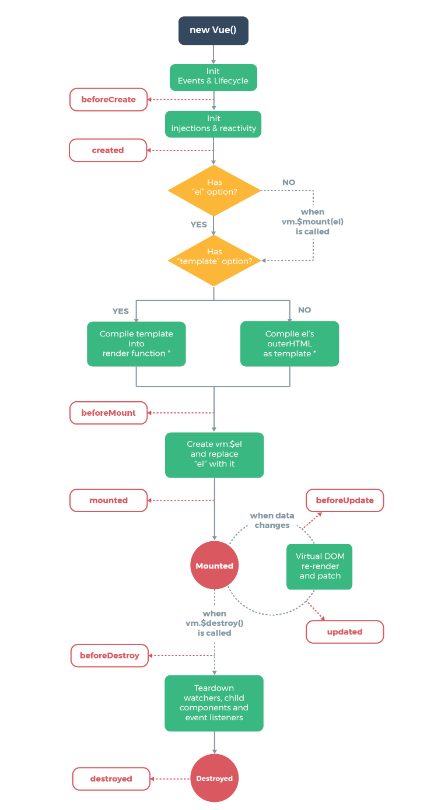 new Vue()
Init
Events & Lifecycle
beforeCreate
Init
injections & reactivity
created
Has
"el" option?
NO
when
vm.$mount(el)
is called
YES
Has
"template" option?
YES
NO
Compile template
into
render function *
Compile el's
outerHTML
as template *
beforeMount
Create vm.$el
and replace
"el" with it
mounted
when data
changes
beforeUpdate
Mounted
Virtual DOM
re-render
and patch
when
vm.$destroy()
is called
updated
beforeDestroy
Teardown
watchers, child
components and
event listeners
destroyed
Destroyed